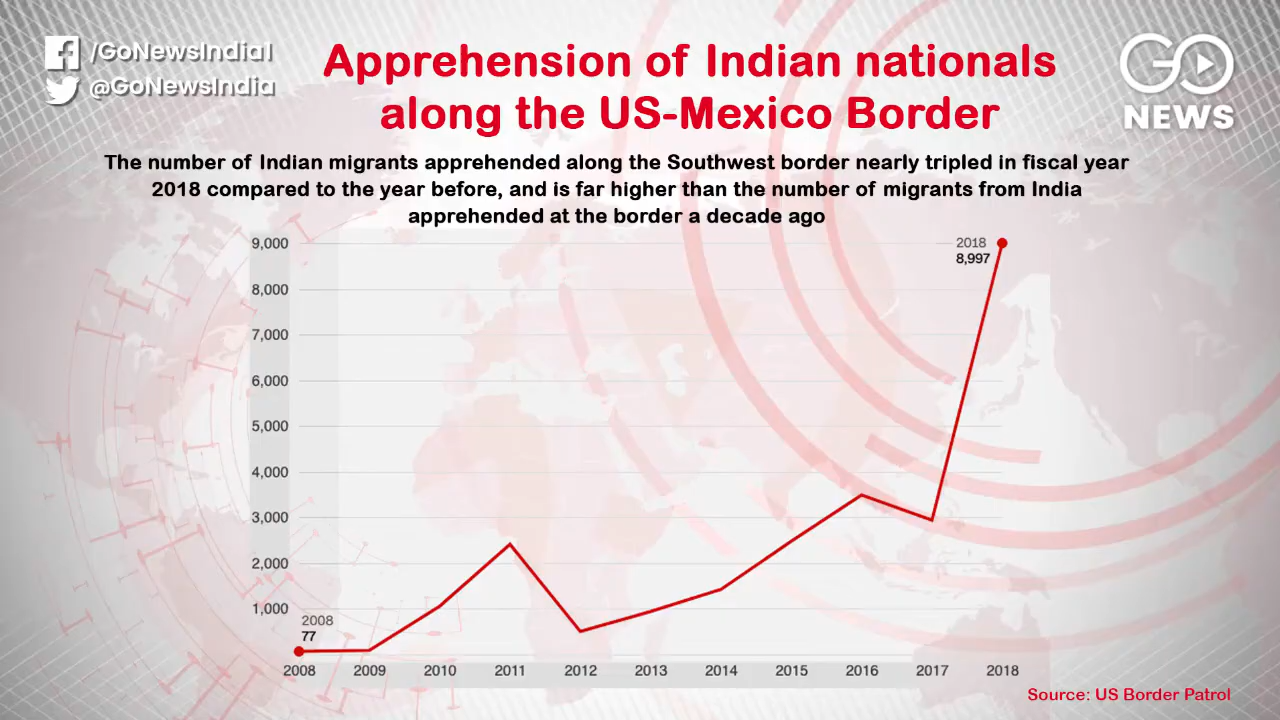 /GoNewsIndia1
@GoNewsIndia
Apprehension of Indian nationals
along the US-Mexico Border
GO
NEWS
The number of Indian migrants apprehended along the Southwest border nearly tripled in fiscal year
2018 compared to the year before, and is far higher than the number of migrants from India
apprehended at the border a decade ago
9,000
8,000
7,000
6,000
5,000
4,000
3,000
2,000
1,000
2018
8,997
2008
77
2008 2009 2010 2011 2012 2013 2014 2015 2016 2017 2018
Source: US Border Patrol